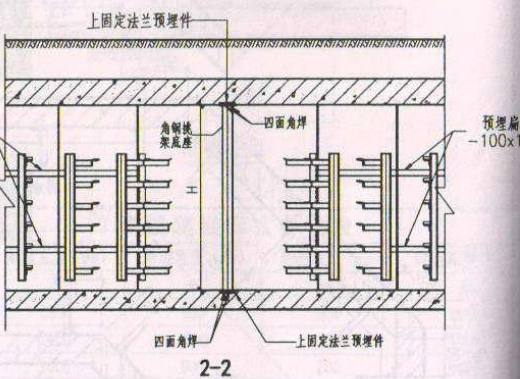 上固定法兰预埋件
四面角焊
角钢挑
架底座
预埋扁
-100x1
H
四面角焊
上固定法兰预埋件
2-2